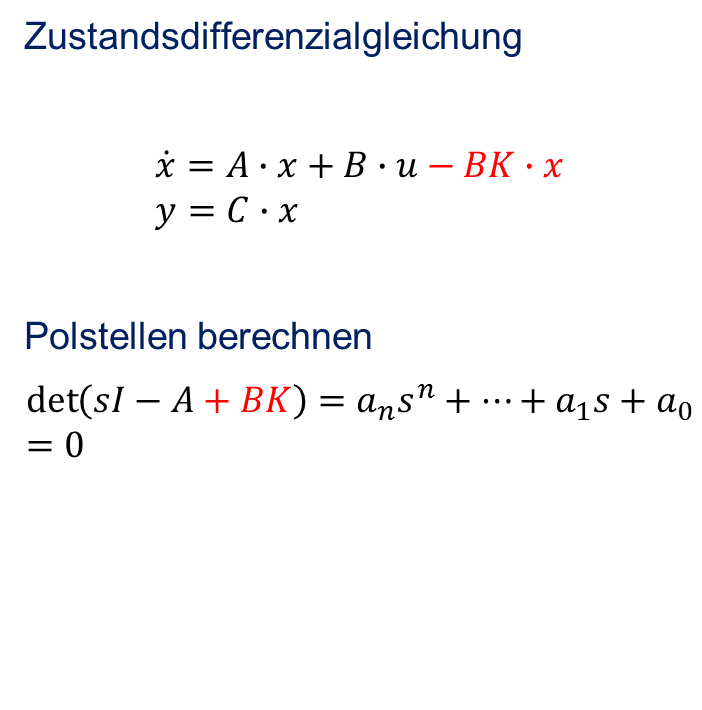 Zustandsdifferenzialgleichung
ẋ = A · x + B · u − BK · x
y = C · x
Polstellen berechnen
det(sI − A + BK) = aₙsⁿ + ⋯ + a₁s + a₀
= 0